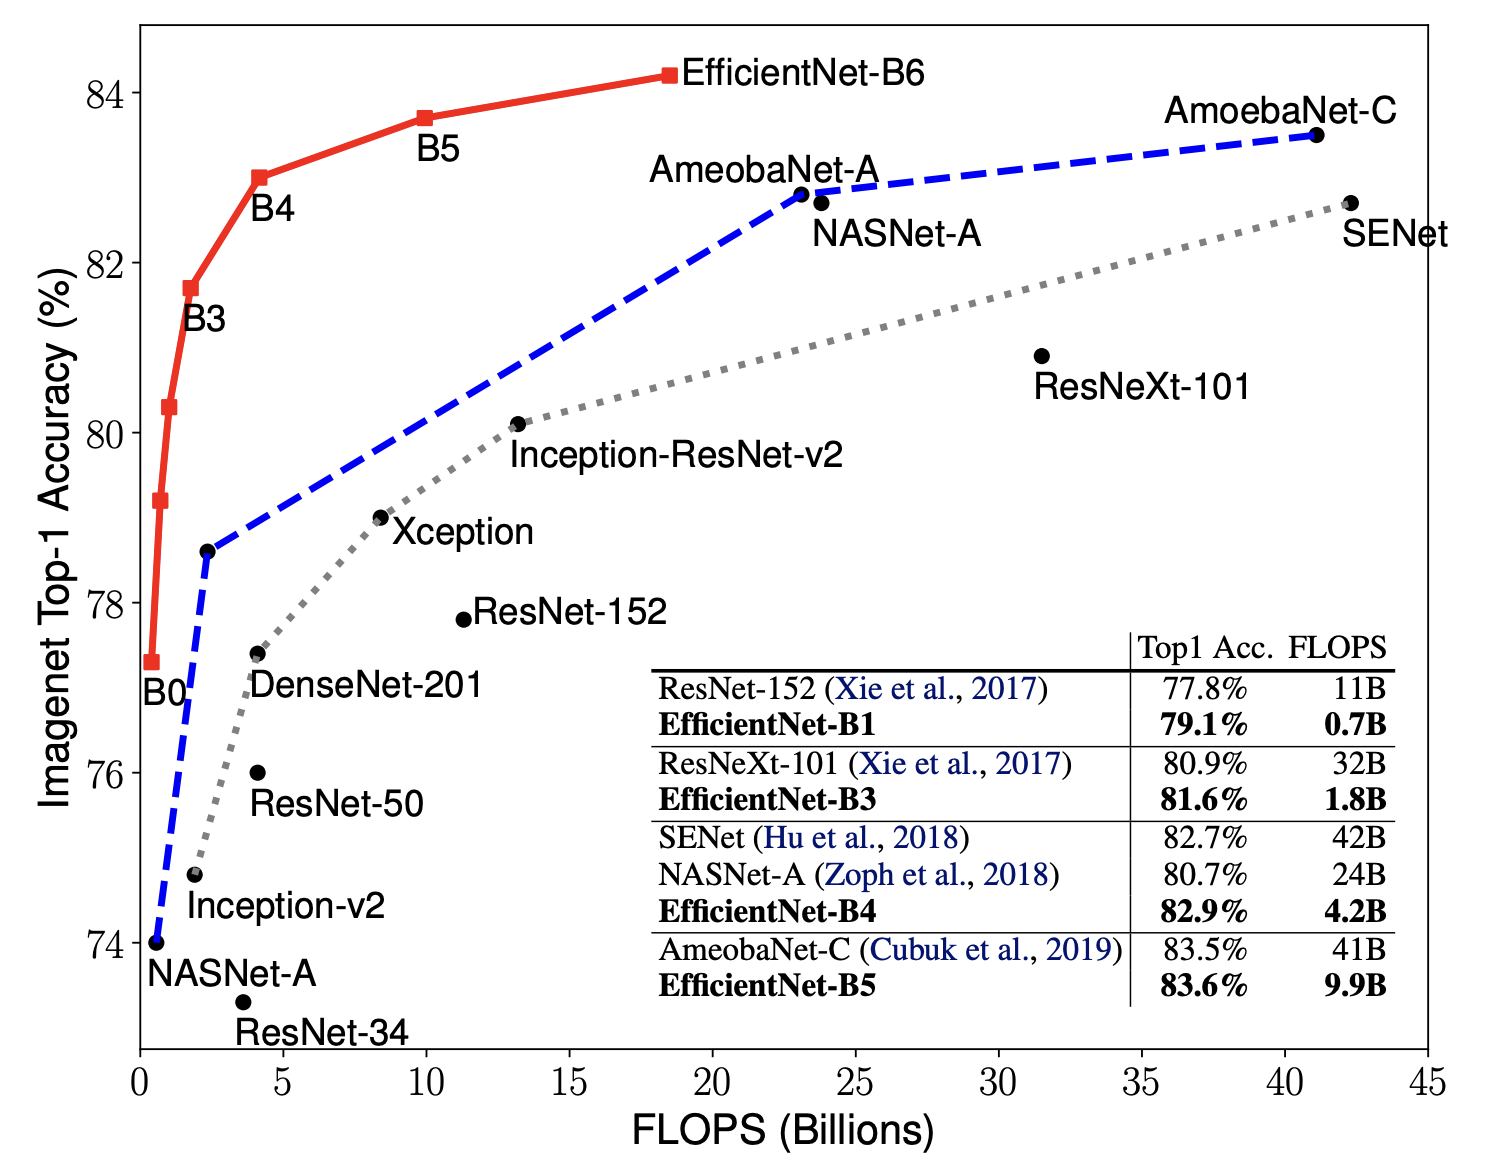 EfficientNet-B6
84
AmoebaNet-C
B5
AmeobaNet-A
B4
NASNet-A
SENet
82
B3
ResNeXt-101
80
Inception-ResNet-v2
Xception
78
ResNet-152
DenseNet-201
B0
76
ResNet-50
Inception-v2
74
NASNet-A
ResNet-34
Imagenet Top-1 Accuracy (%)
Top1 Acc. FLOPS
ResNet-152 (Xie et al., 2017) 77.8% 11B
EfficientNet-B1 79.1% 0.7B
ResNeXt-101 (Xie et al., 2017) 80.9% 32B
EfficientNet-B3 81.6% 1.8B
SENet (Hu et al., 2018) 82.7% 42B
NASNet-A (Zoph et al., 2018) 80.7% 24B
EfficientNet-B4 82.9% 4.2B
AmeobaNet-C (Cubuk et al., 2019) 83.5% 41B
EfficientNet-B5 83.6% 9.9B
0 5 10 15 20 25 30 35 40 45
FLOPS (Billions)